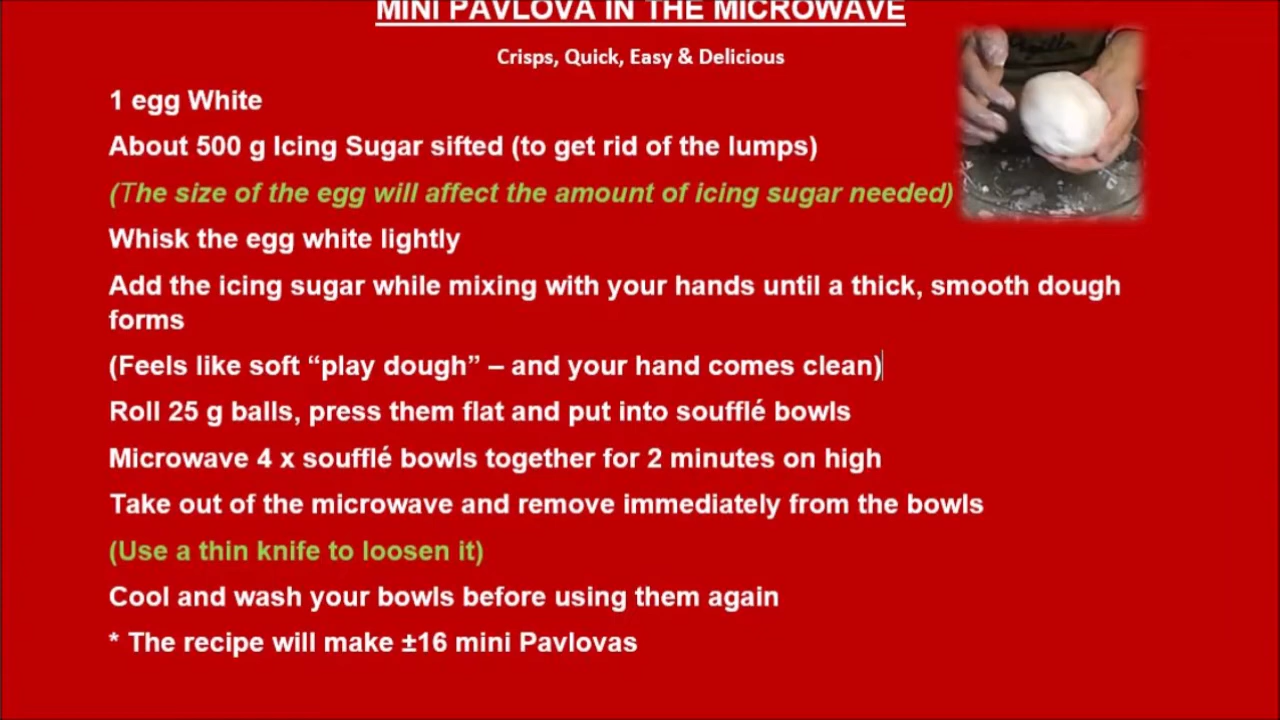 MINI PAVLOVA IN THE MICROWAVE
Crisps, Quick, Easy & Delicious
1 egg White
About 500 g Icing Sugar sifted (to get rid of the lumps)
(The size of the egg will affect the amount of icing sugar needed)
Whisk the egg white lightly
Add the icing sugar while mixing with your hands until a thick, smooth dough
forms
(Feels like soft “play dough” – and your hand comes clean)
Roll 25 g balls, press them flat and put into soufflé bowls
Microwave 4 x soufflé bowls together for 2 minutes on high
Take out of the microwave and remove immediately from the bowls
(Use a thin knife to loosen it)
Cool and wash your bowls before using them again
* The recipe will make ±16 mini Pavlovas